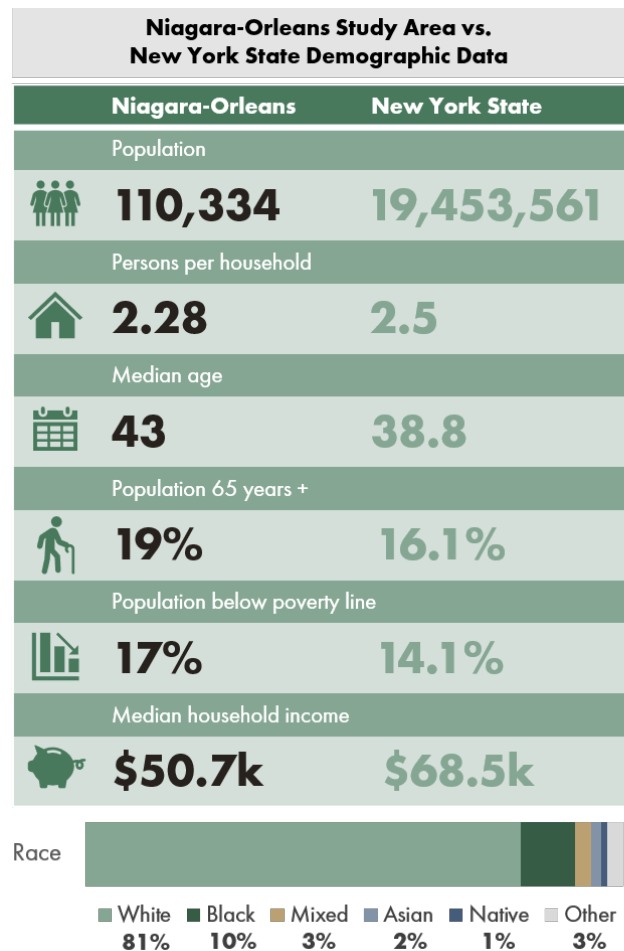 Niagara-Orleans Study Area vs.
New York State Demographic Data
Niagara-Orleans New York State
Population
110,334 19,453,561
Persons per household
2.28 2.5
Median age
43 38.8
Population 65 years +
19% 16.1%
Population below poverty line
17% 14.1%
Median household income
$50.7k $68.5k
Race
White Black Mixed Asian Native Other
81% 10% 3% 2% 1% 3%